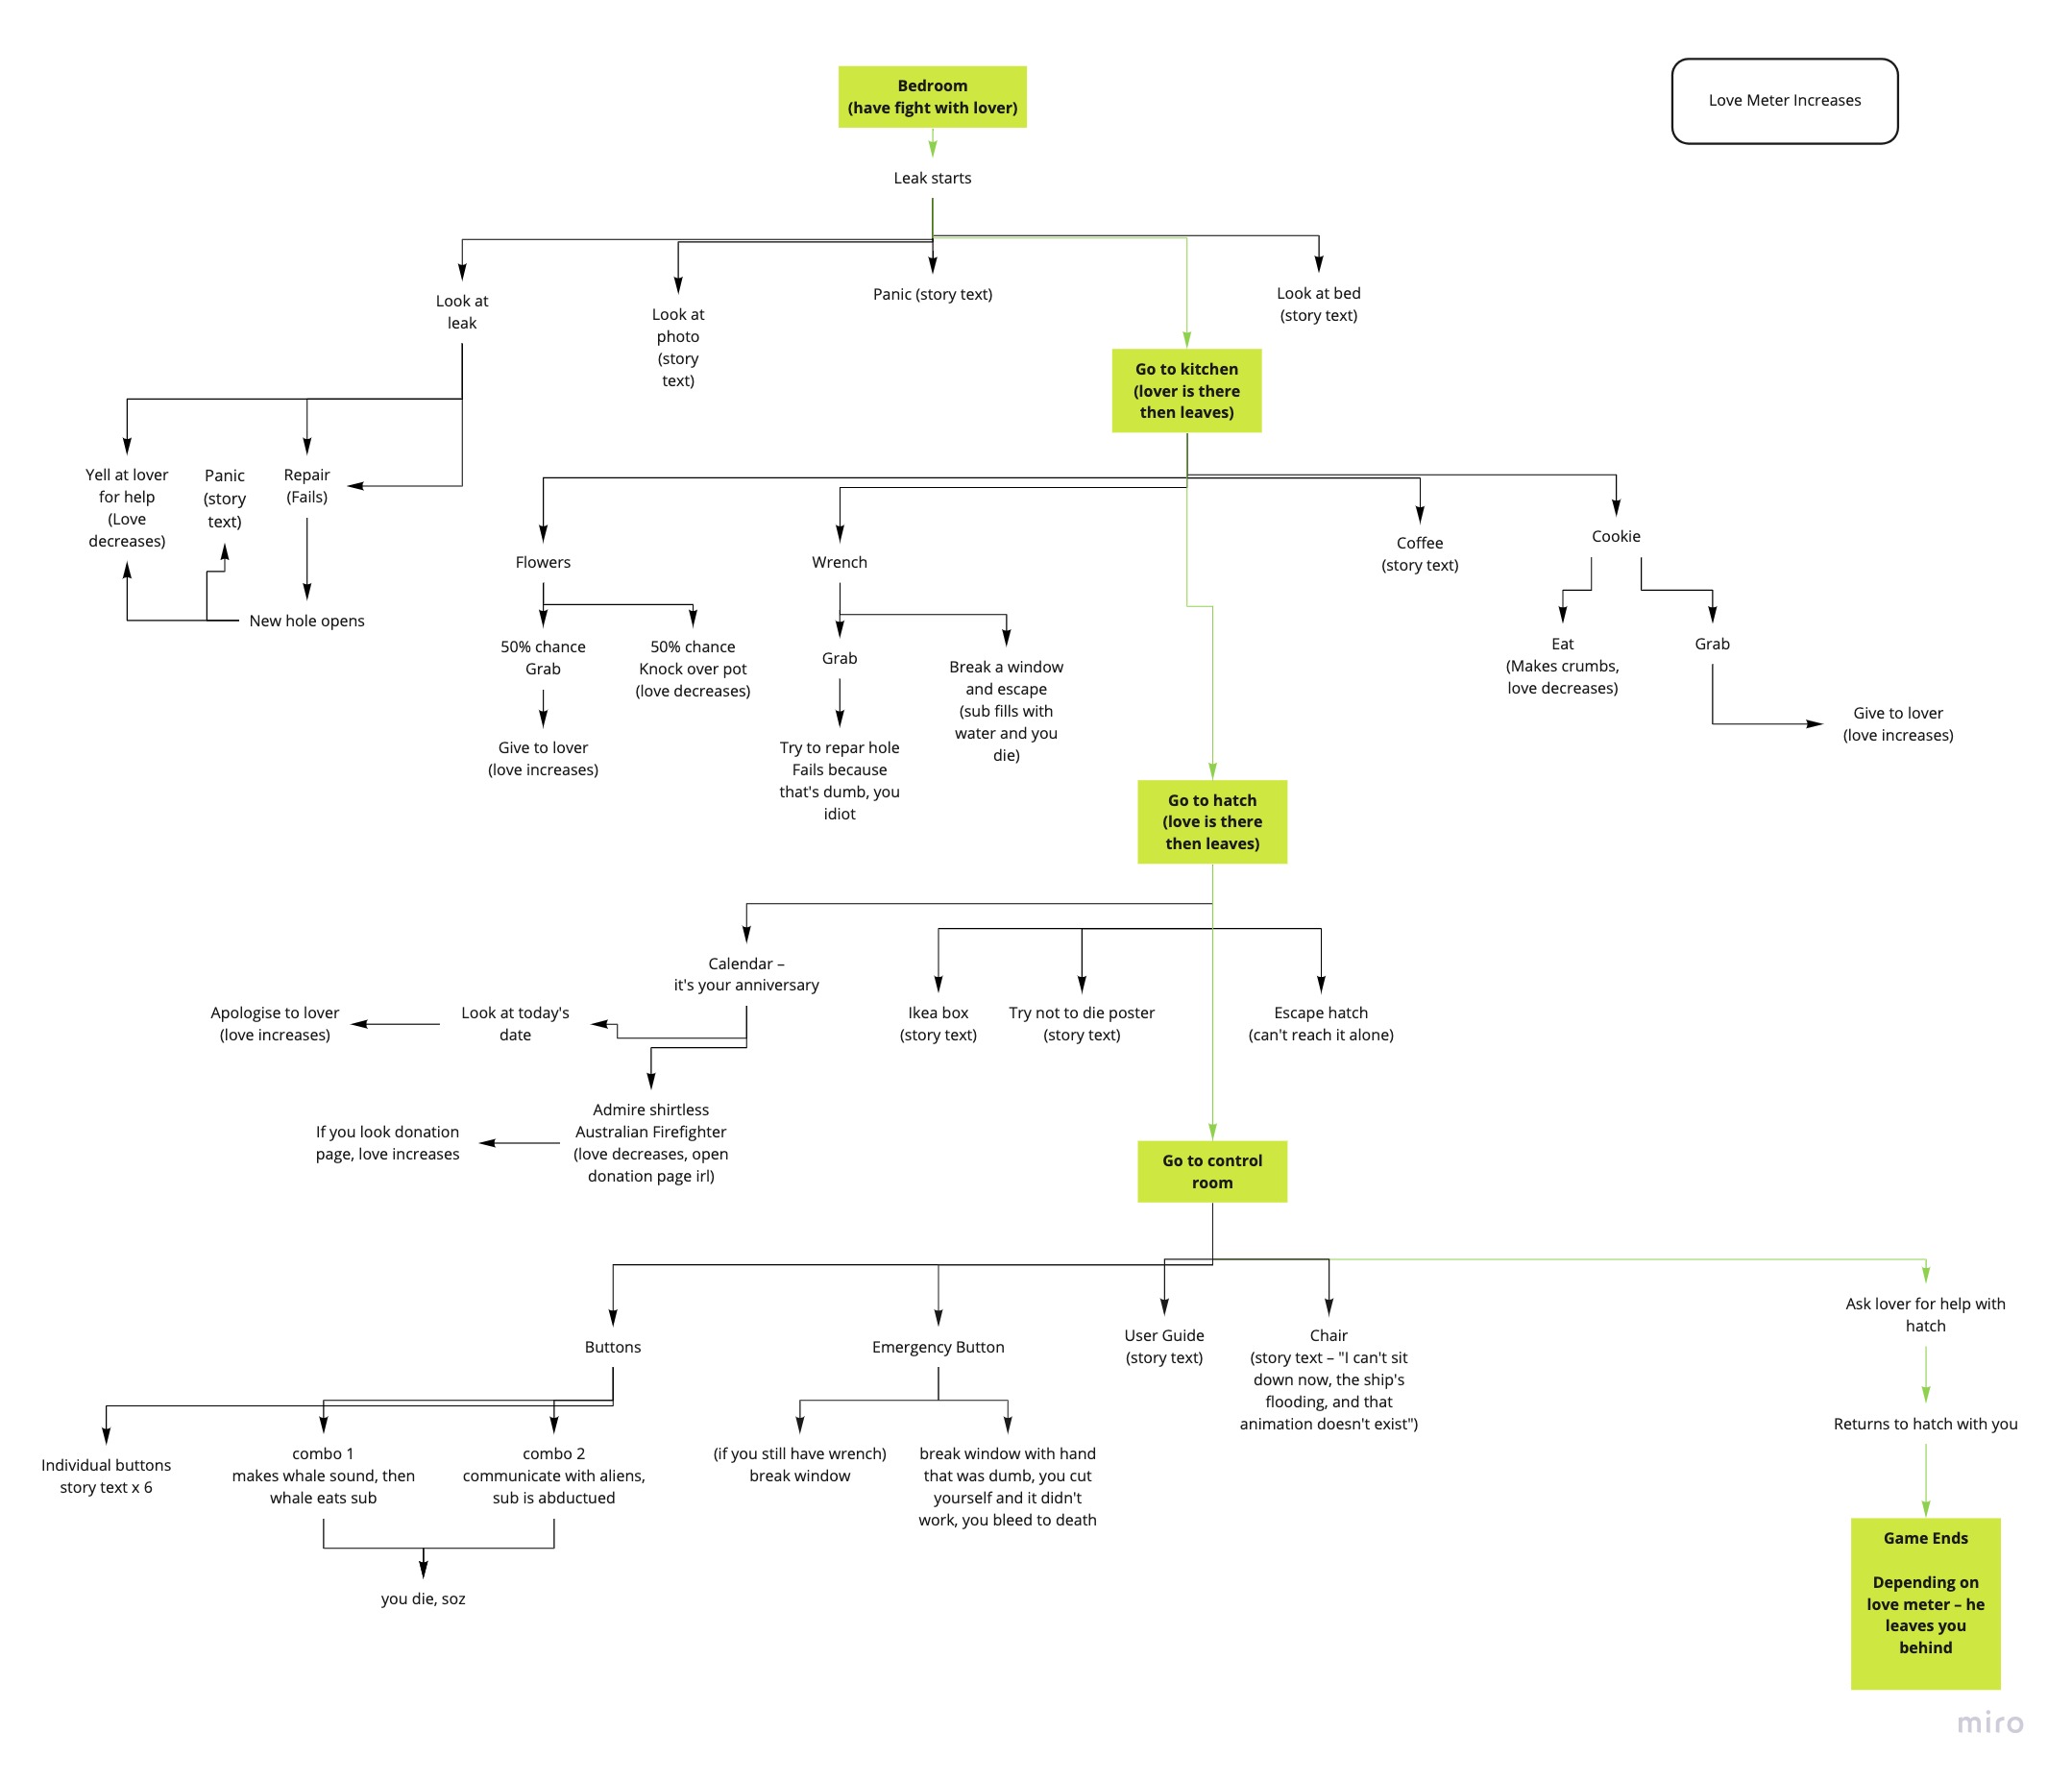 Bedroom
(have fight with lover)
Love Meter Increases
Leak starts
Look at
leak
Look at
photo
(story
text)
Panic (story text)
Look at bed
(story text)
Go to kitchen
(lover is there
then leaves)
Yell at lover
for help
(Love
decreases)
Panic
(story
text)
Repair
(Fails)
New hole opens
Flowers
Wrench
Coffee
(story text)
Cookie
50% chance
Grab
50% chance
Knock over pot
(love decreases)
Grab
Break a window
and escape
(sub fills with
water and you
die)
Eat
(Makes crumbs,
love decreases)
Grab
Give to lover
(love increases)
Give to lover
(love increases)
Try to repar hole
Fails because
that's dumb, you
idiot
Go to hatch
(love is there
then leaves)
Calendar –
it's your anniversary
Apologise to lover
(love increases)
Look at today's
date
Ikea box
(story text)
Try not to die poster
(story text)
Escape hatch
(can't reach it alone)
If you look donation
page, love increases
Admire shirtless
Australian Firefighter
(love decreases, open
donation page irl)
Go to control
room
Buttons
Emergency Button
User Guide
(story text)
Chair
(story text – "I can't sit
down now, the ship's
flooding, and that
animation doesn't exist")
Ask lover for help with
hatch
Returns to hatch with you
Individual buttons
story text x 6
combo 1
makes whale sound, then
whale eats sub
combo 2
communicate with aliens,
sub is abductued
(if you still have wrench)
break window
break window with hand
that was dumb, you cut
yourself and it didn't
work, you bleed to death
you die, soz
Game Ends
Depending on
love meter – he
leaves you
behind
miro